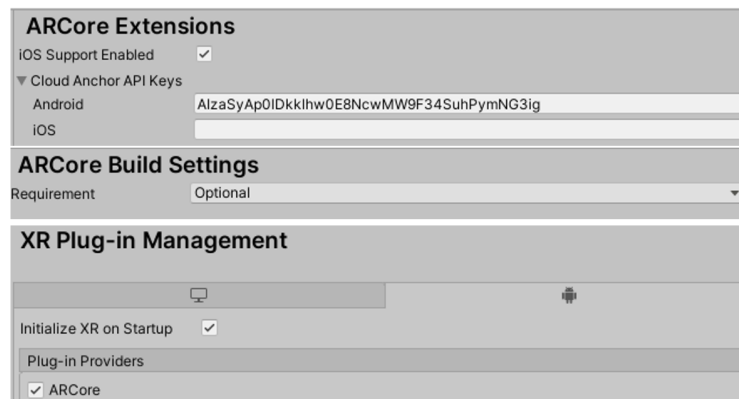 ARCore Extensions
iOS Support Enabled
Cloud Anchor API Keys
Android AIzaSyAp0IDkkIhw0E8NcwMW9F34SuhPymNG3ig
iOS
ARCore Build Settings
Requirement Optional
XR Plug-in Management
Initialize XR on Startup
Plug-in Providers
ARCore